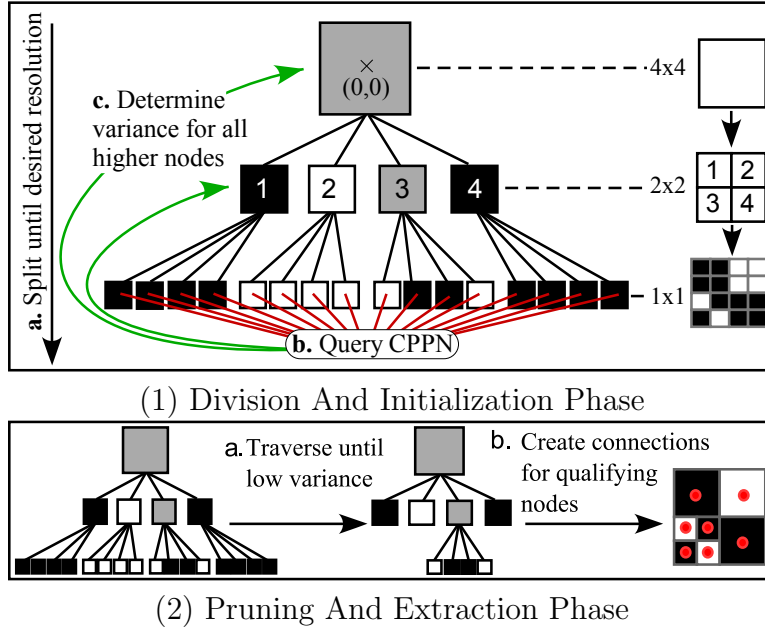 a. Split until desired resolution
c. Determine
variance for all
higher nodes
×
(0,0)
4x4
1 2 3 4
2x2
1 2
3 4
1x1
b. Query CPPN
(1) Division And Initialization Phase
a. Traverse until
low variance
b. Create connections
for qualifying
nodes
(2) Pruning And Extraction Phase